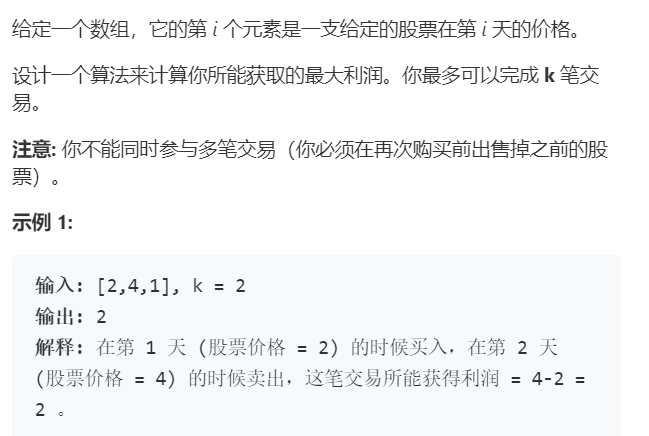 给定一个数组，它的第 i 个元素是一支给定的股票在第 i 天的价格。
设计一个算法来计算你所能获取的最大利润。你最多可以完成 k 笔交
易。
注意: 你不能同时参与多笔交易（你必须在再次购买前出售掉之前的股
票）。
示例 1:
输入: [2,4,1], k = 2
输出: 2
解释: 在第 1 天 (股票价格 = 2) 的时候买入，在第 2 天
(股票价格 = 4) 的时候卖出，这笔交易所能获得利润 = 4-2 =
2 。